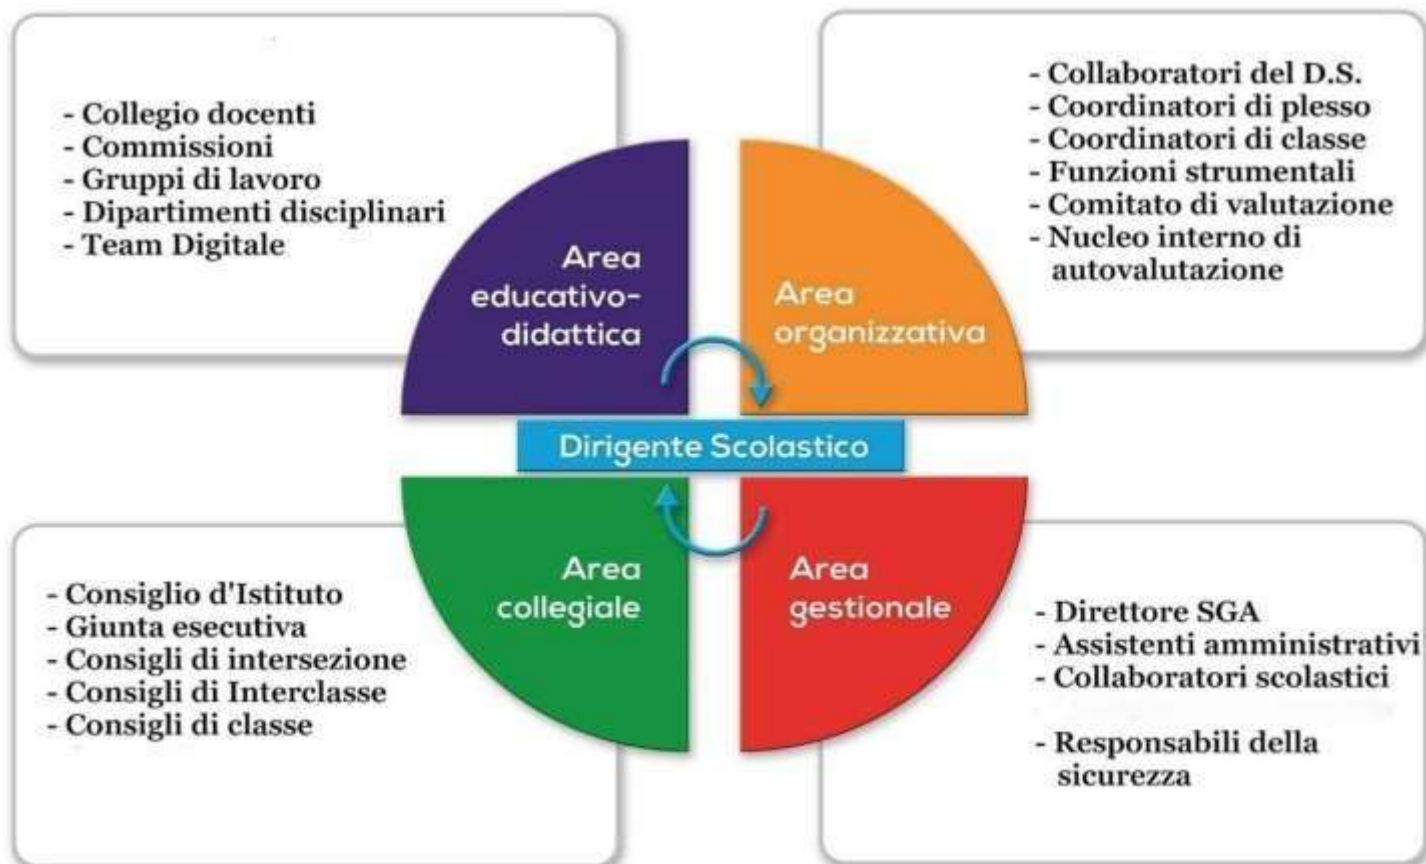 - Collegio docenti
- Commissioni
- Gruppi di lavoro
- Dipartimenti disciplinari
- Team Digitale
- Collaboratori del D.S.
- Coordinatori di plesso
- Coordinatori di classe
- Funzioni strumentali
- Comitato di valutazione
- Nucleo interno di
autovalutazione
Area
educativo-
didattica
Area
organizzativa
Dirigente Scolastico
Area
collegiale
Area
gestionale
- Consiglio d'Istituto
- Giunta esecutiva
- Consigli di intersezione
- Consigli di Interclasse
- Consigli di classe
- Direttore SGA
- Assistenti amministrativi
- Collaboratori scolastici
- Responsabili della
sicurezza